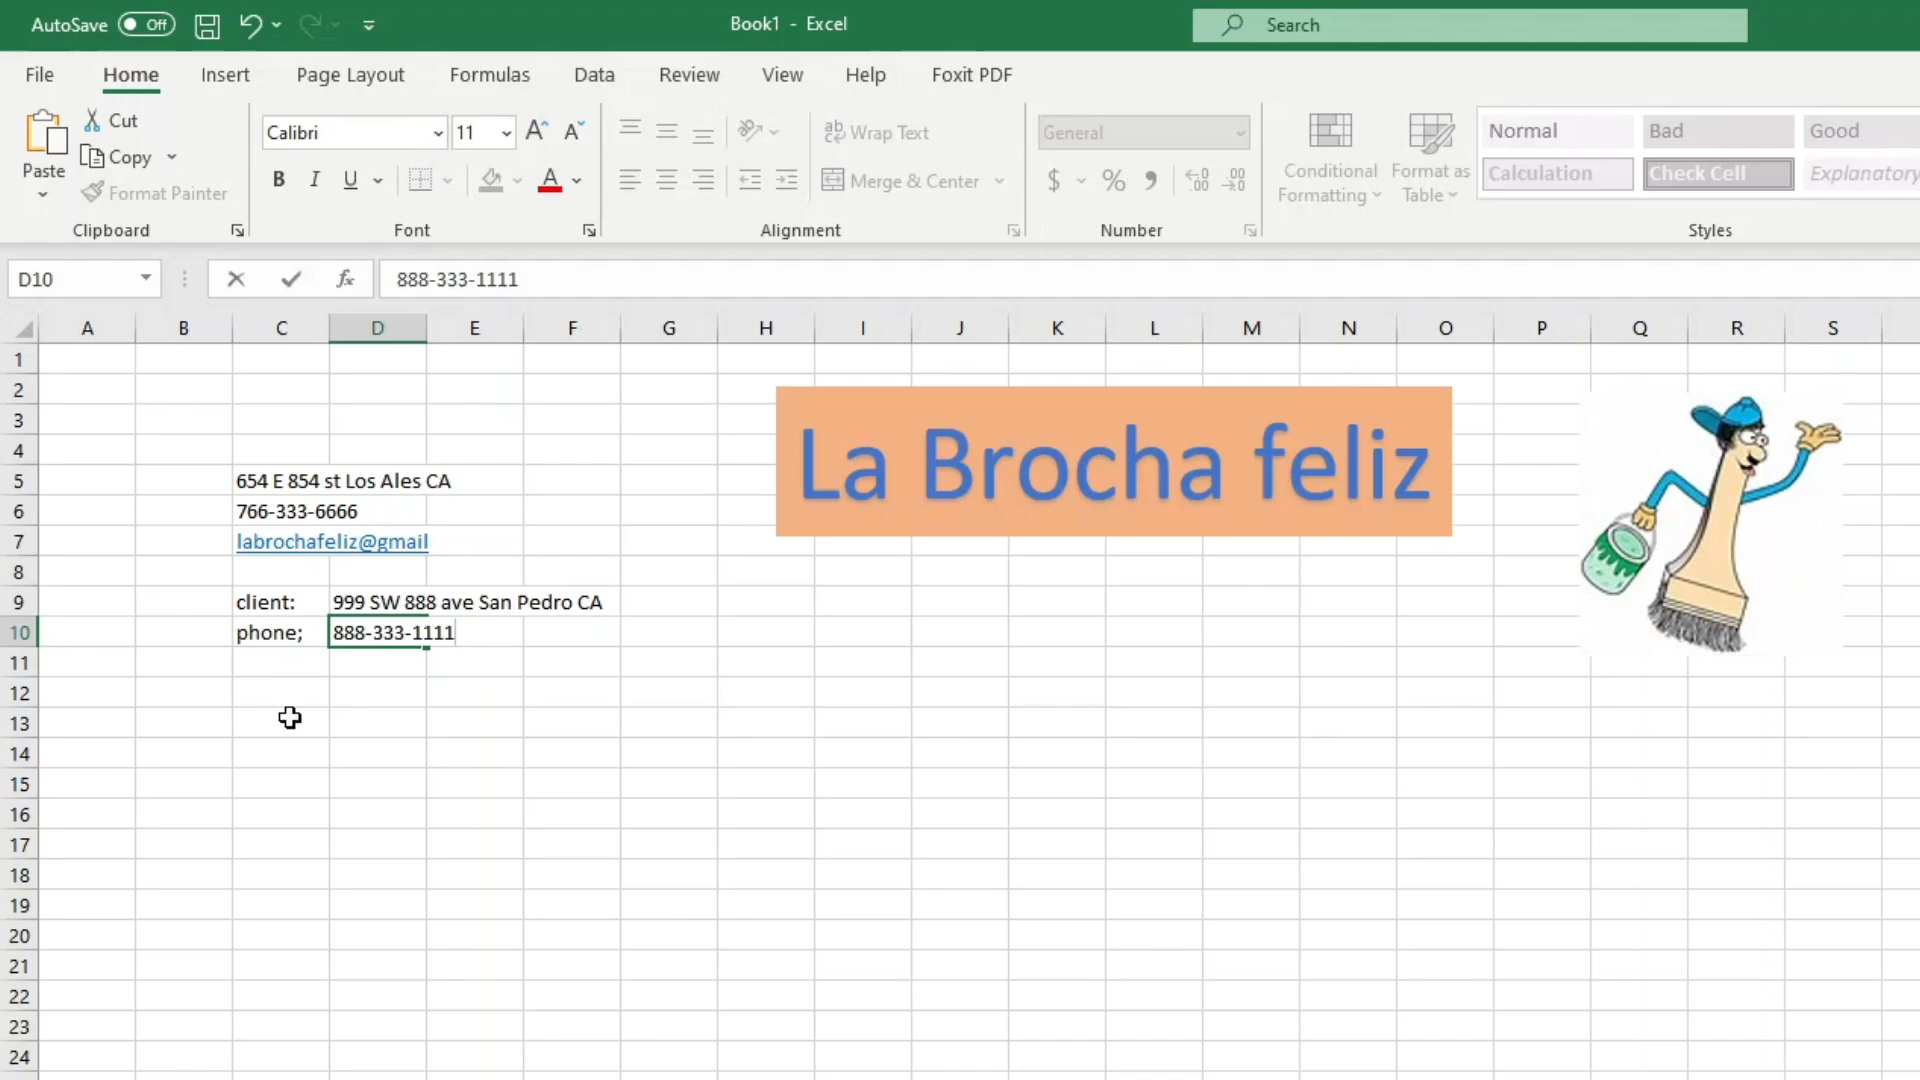 AutoSave Off Book1 - Excel Search
File Home Insert Page Layout Formulas Data Review View Help Foxit PDF
Paste
Cut
Copy
Format Painter
Clipboard
Calibri 11
B I U A
Font
Wrap Text
Merge & Center
Alignment
General
$ % 9
Number
Conditional Formatting
Format as Table
Normal Bad Good
Calculation Check Cell Explanatory
Styles
D10 fx 888-333-1111
A B C D E F G H I J K L M N O P Q R S
1
2
3
4
La Brocha feliz
5 654 E 854 st Los Ales CA
6 766-333-6666
7 labrochafeliz@gmail
8
9 client: 999 SW 888 ave San Pedro CA
10 phone; 888-333-1111
11
12
13
14
15
16
17
18
19
20
21
22
23
24